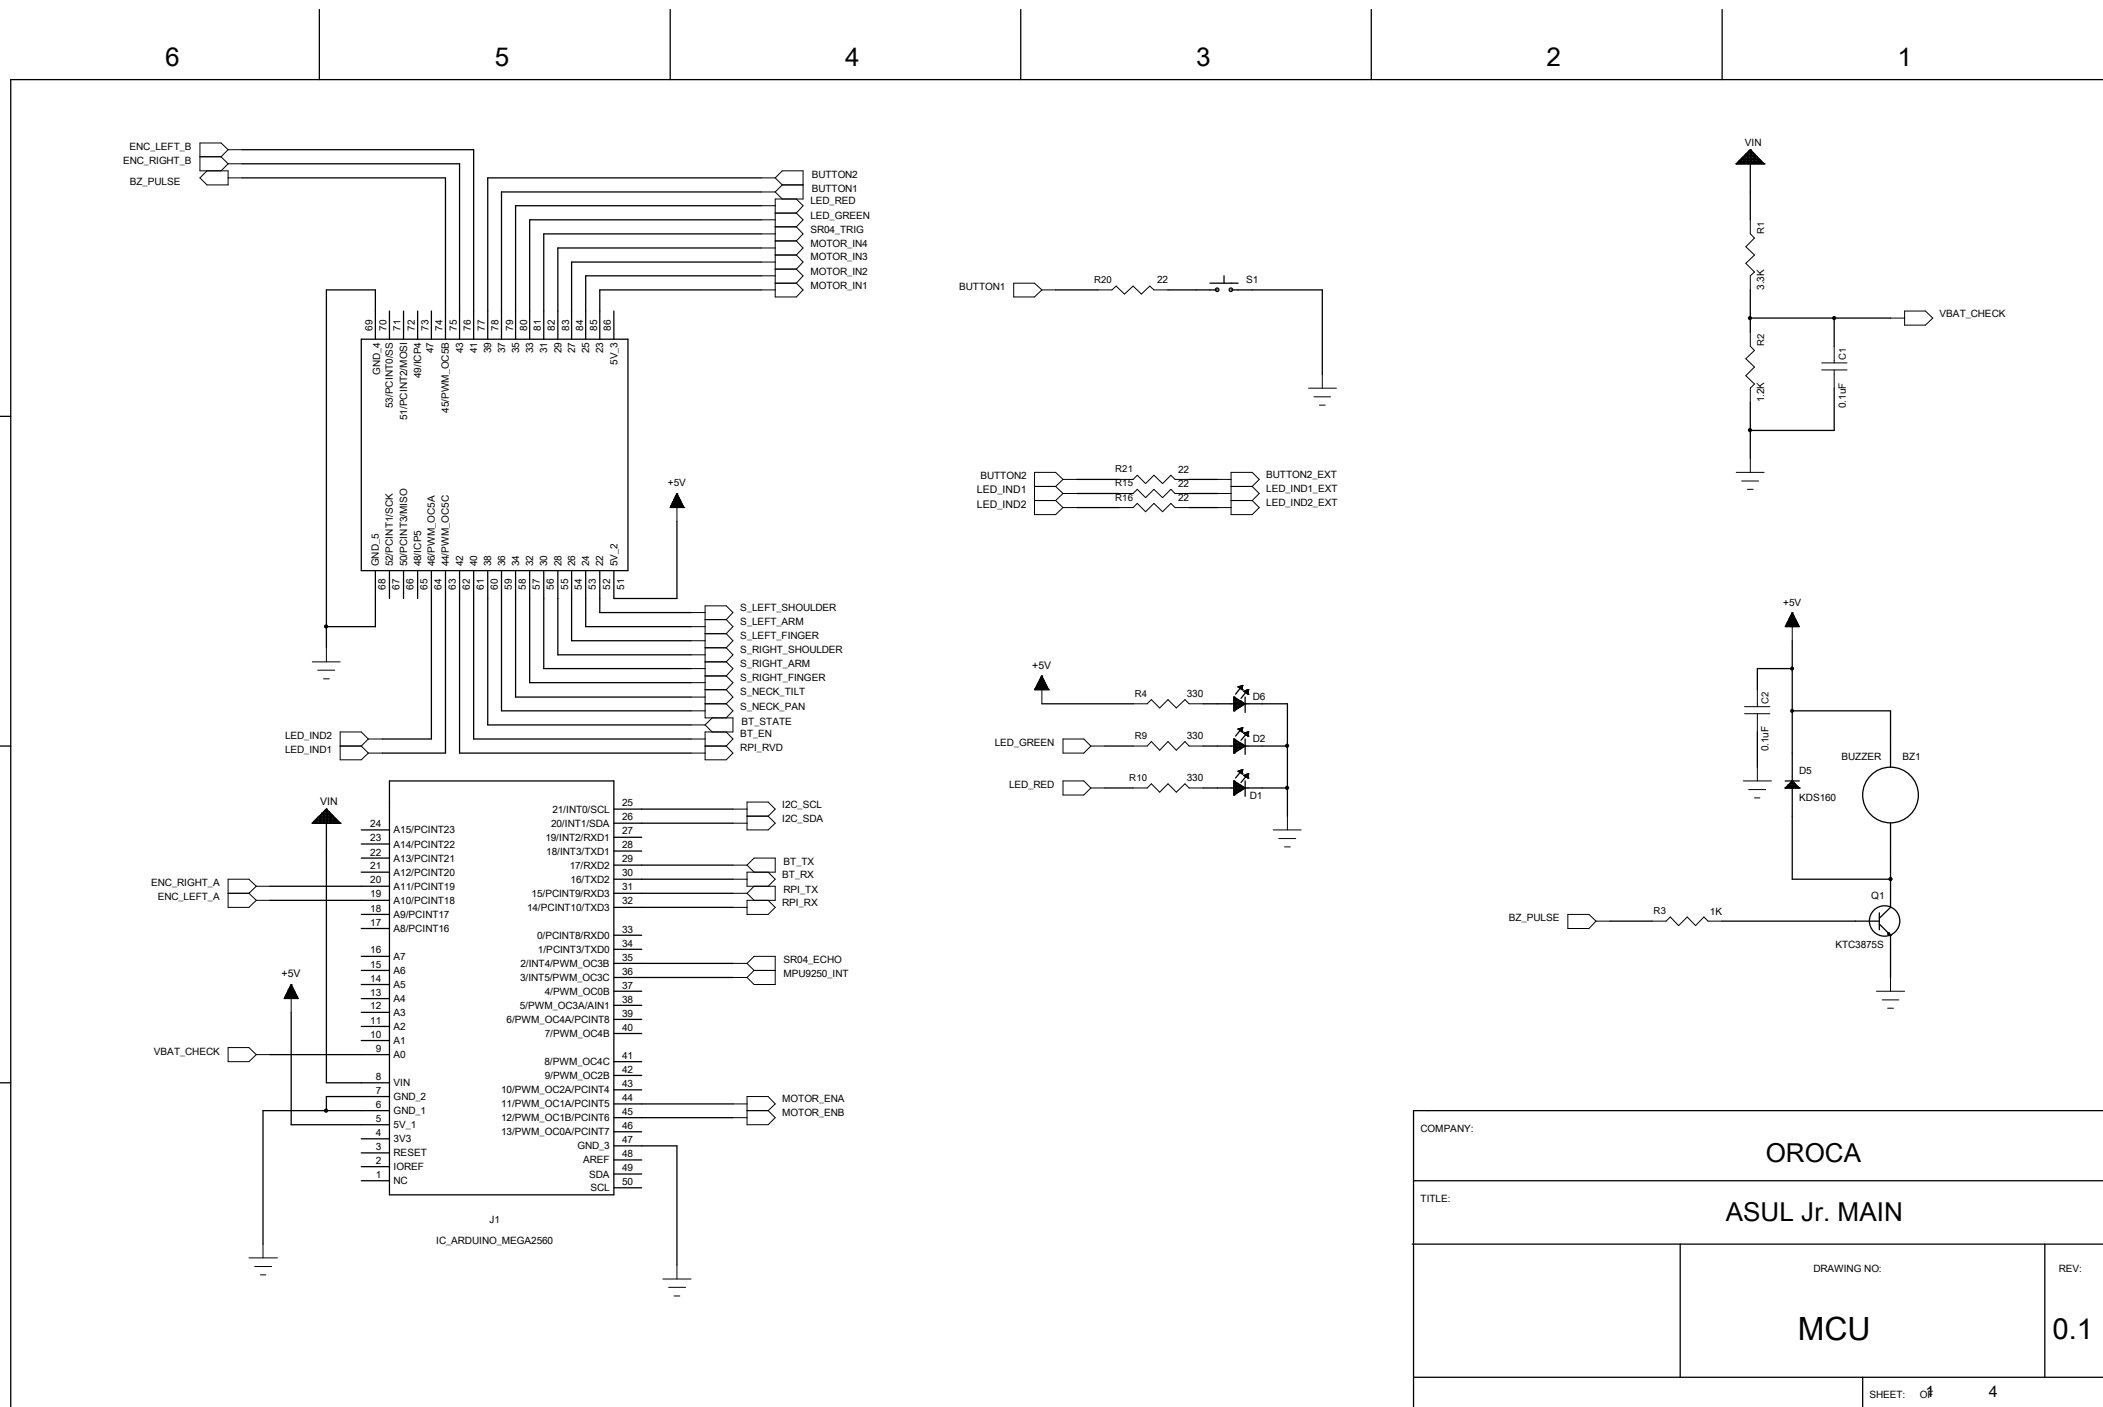 6 5 4 3 2 1
ENC_LEFT_B
ENC_RIGHT_B
BZ_PULSE
BUTTON2
BUTTON1
LED_RED
LED_GREEN
SR04_TRIG
MOTOR_IN4
MOTOR_IN3
MOTOR_IN2
MOTOR_IN1
69 70 71 72 73 74 75 76 77 78 79 80 81 82 83 84 85 86
GND_4
53/PCINT0/SS
51/PCINT2/MOSI
49/ICP4
47
45/PWM_OC5B
43
41
39
37
35
33
31
29
27
25
23
5V_3
GND_5
52/PCINT1/SCK
50/PCINT3/MISO
48/ICP5
46/PWM_OC5A
44/PWM_OC5C
42
40
38
36
34
32
30
28
26
24
22
5V_2
68 67 66 65 64 63 62 61 60 59 58 57 56 55 54 53 52 51
+5V
S_LEFT_SHOULDER
S_LEFT_ARM
S_LEFT_FINGER
S_RIGHT_SHOULDER
S_RIGHT_ARM
S_RIGHT_FINGER
S_NECK_TILT
S_NECK_PAN
BT_STATE
BT_EN
RPI_RVD
LED_IND2
LED_IND1
VIN
24 A15/PCINT23
23 A14/PCINT22
22 A13/PCINT21
21 A12/PCINT20
ENC_RIGHT_A 20 A11/PCINT19
ENC_LEFT_A 19 A10/PCINT18
18 A9/PCINT17
17 A8/PCINT16
16 A7
15 A6
+5V
14 A5
13 A4
12 A3
11 A2
10 A1
VBAT_CHECK 9 A0
8 VIN
7 GND_2
6 GND_1
5 5V_1
4 3V3
3 RESET
2 IOREF
1 NC
21/INT0/SCL 25 I2C_SCL
20/INT1/SDA 26 I2C_SDA
19/INT2/RXD1 27
18/INT3/TXD1 28
17/RXD2 29 BT_TX
16/TXD2 30 BT_RX
15/PCINT9/RXD3 31 RPI_TX
14/PCINT10/TXD3 32 RPI_RX
0/PCINT8/RXD0 33
1/PCINT3/TXD0 34
2/INT4/PWM_OC3B 35 SR04_ECHO
3/INT5/PWM_OC3C 36 MPU9250_INT
4/PWM_OC0B 37
5/PWM_OC3A/AIN1 38
6/PWM_OC4A/PCINT8 39
7/PWM_OC4B 40
8/PWM_OC4C 41
9/PWM_OC2B 42
10/PWM_OC2A/PCINT4 43
11/PWM_OC1A/PCINT5 44 MOTOR_ENA
12/PWM_OC1B/PCINT6 45 MOTOR_ENB
13/PWM_OC0A/PCINT7 46
GND_3 47
AREF 48
SDA 49
SCL 50
J1
IC_ARDUINO_MEGA2560
BUTTON1 R20 22 S1
BUTTON2 R21 22 BUTTON2_EXT
LED_IND1 R15 22 LED_IND1_EXT
LED_IND2 R16 22 LED_IND2_EXT
+5V
R4 330 D6
LED_GREEN R9 330 D2
LED_RED R10 330 D1
VIN
R1
3.3K
VBAT_CHECK
R2
1.2K
C1
0.1uF
+5V
C2
0.1uF
BUZZER BZ1
D5
KDS160
Q1
BZ_PULSE R3 1K
KTC3875S
COMPANY:
OROCA
TITLE:
ASUL Jr. MAIN
DRAWING NO: REV:
MCU 0.1
SHEET: 1 OF 4